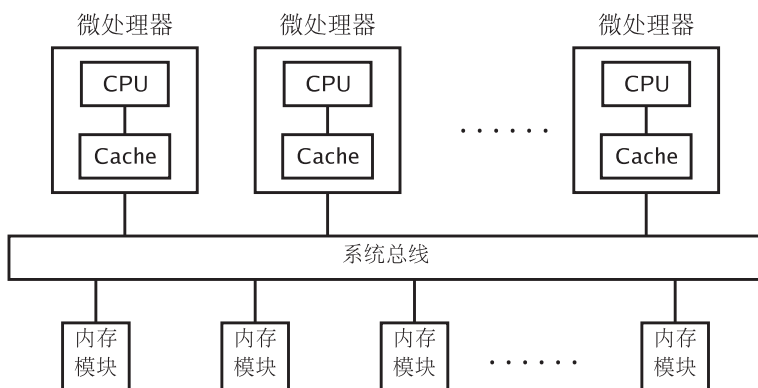 微处理器 微处理器 微处理器
CPU CPU CPU
······
Cache Cache Cache
系统总线
内存 内存 内存 内存
模块 模块 模块 模块
······